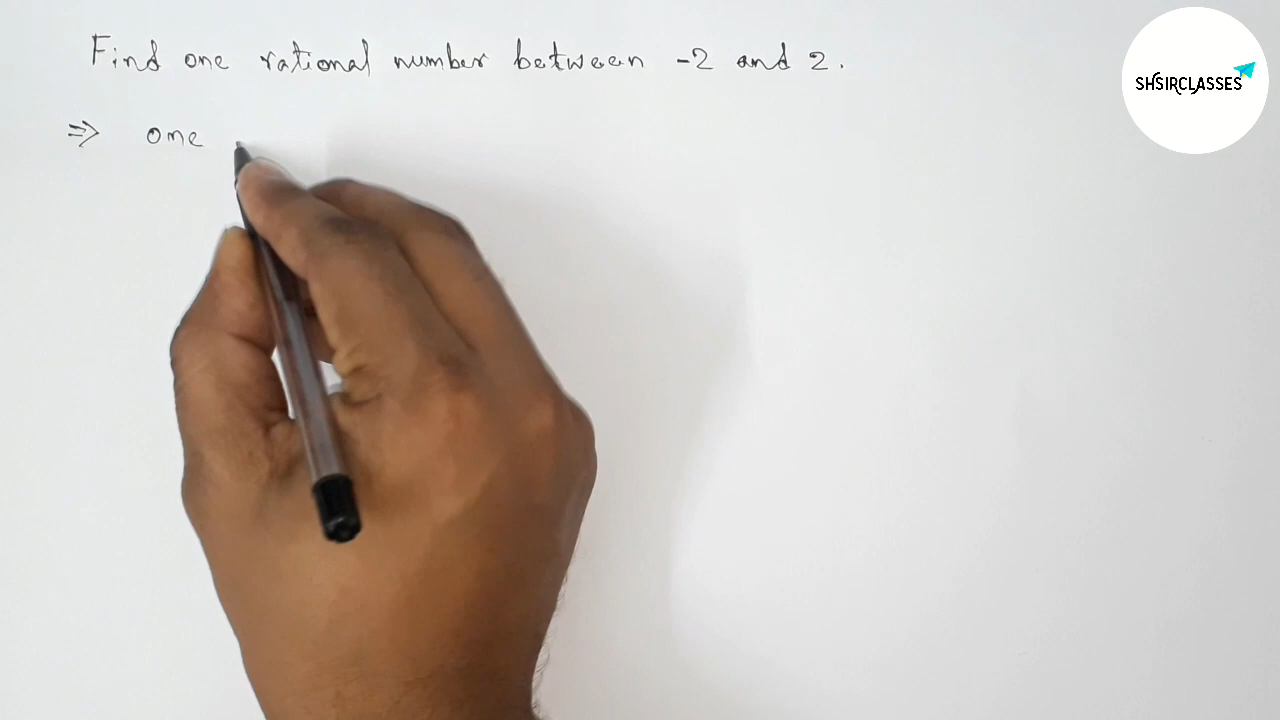 Find one rational number between -2 and 2.
⇒ one
SHSIRCLASSES